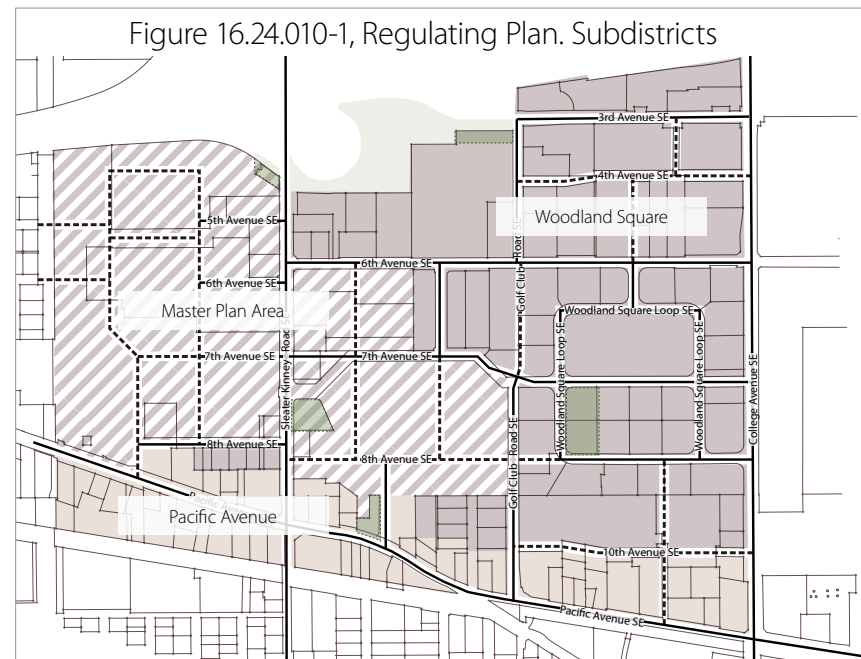 Figure 16.24.010-1, Regulating Plan. Subdistricts
3rd Avenue SE
4th Avenue SE
Woodland Square
5th Avenue SE
Golf Club Road SE
6th Avenue SE
6th Avenue SE
Master Plan Area
Woodland Square Loop SE
Sleater Kinney Road SE
7th Avenue SE
7th Avenue SE
Woodland Square Loop SE
Woodland Square Loop SE
College Avenue SE
8th Avenue SE
8th Avenue SE
Golf Club Road SE
Pacific Avenue
Pacific Avenue
10th Avenue SE
Pacific Avenue SE